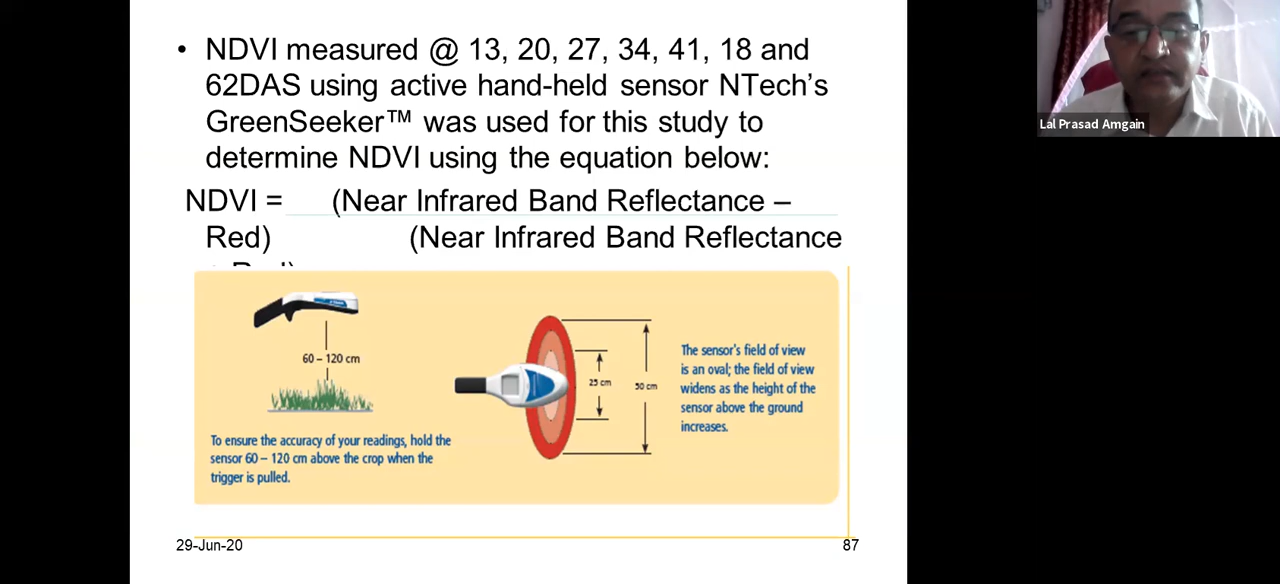 • NDVI measured @ 13, 20, 27, 34, 41, 18 and
62DAS using active hand-held sensor NTech's
GreenSeeker™ was used for this study to
determine NDVI using the equation below:
NDVI = (Near Infrared Band Reflectance –
Red) (Near Infrared Band Reflectance
60 – 120 cm
To ensure the accuracy of your readings, hold the
sensor 60 – 120 cm above the crop when the
trigger is pulled.
25 cm
50 cm
The sensor's field of view
is an oval; the field of view
widens as the height of the
sensor above the ground
increases.
29-Jun-20
87
Lal Prasad Amgain